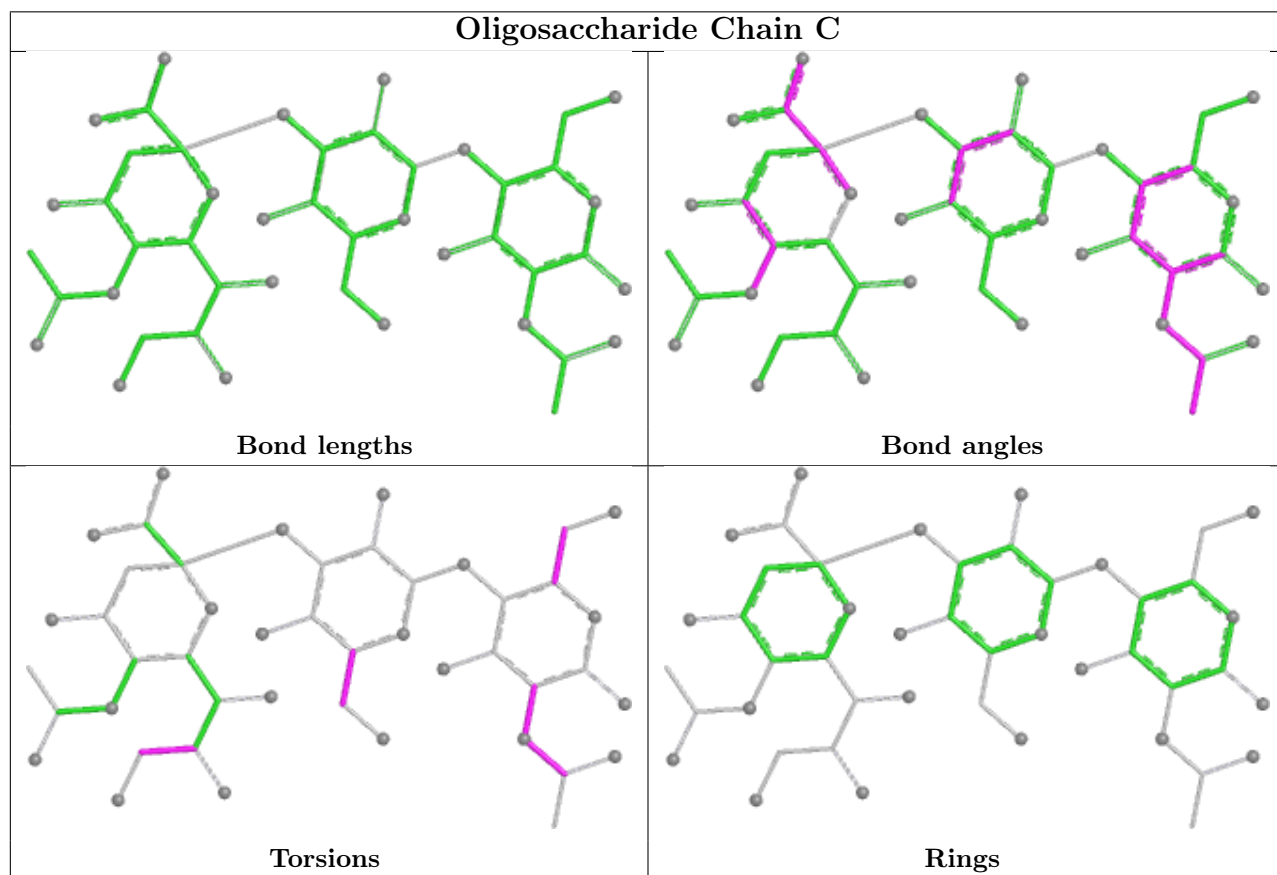 Oligosaccharide Chain C
Bond lengths
Bond angles
Torsions
Rings